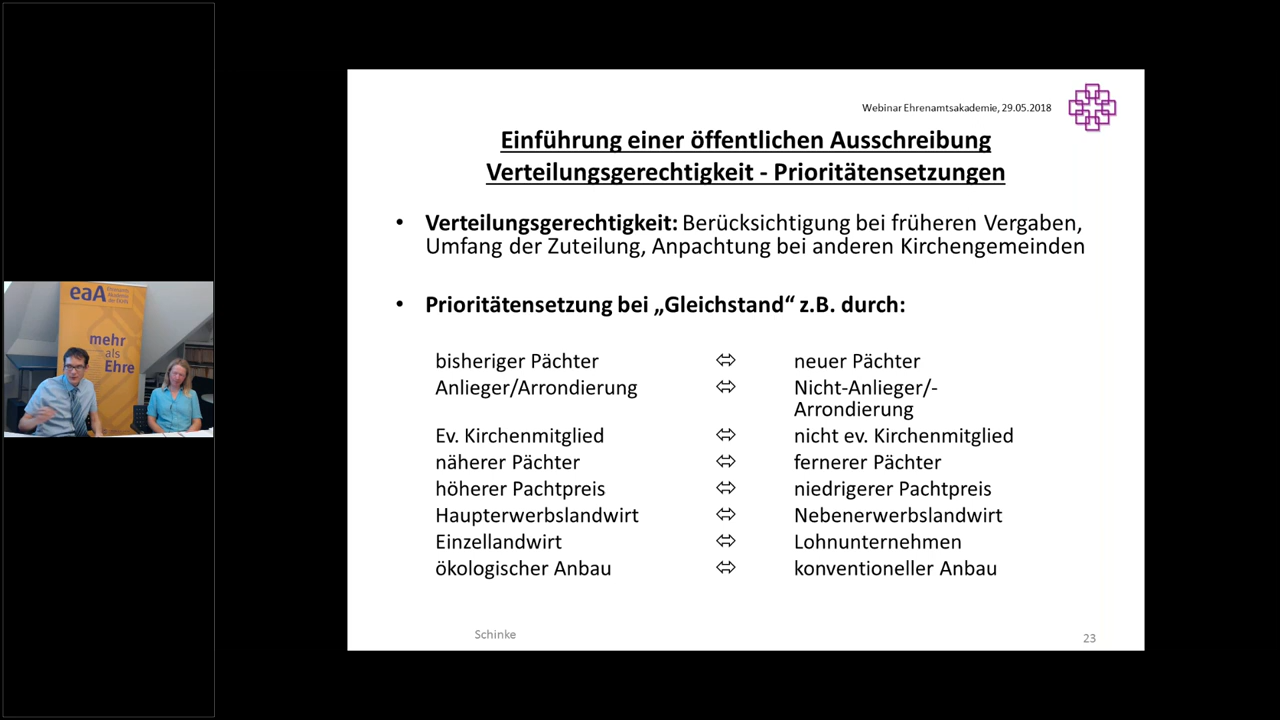 Webinar Ehrenamtsakademie, 29.05.2018
Einführung einer öffentlichen Ausschreibung
Verteilungsgerechtigkeit - Prioritätensetzungen
• Verteilungsgerechtigkeit: Berücksichtigung bei früheren Vergaben,
Umfang der Zuteilung, Anpachtung bei anderen Kirchengemeinden
• Prioritätensetzung bei „Gleichstand“ z.B. durch:
bisheriger Pächter ⬄ neuer Pächter
Anlieger/Arrondierung ⬄ Nicht-Anlieger/-
Arrondierung
Ev. Kirchenmitglied ⬄ nicht ev. Kirchenmitglied
näherer Pächter ⬄ fernerer Pächter
höherer Pachtpreis ⬄ niedrigerer Pachtpreis
Haupterwerbslandwirt ⬄ Nebenerwerbslandwirt
Einzellandwirt ⬄ Lohnunternehmen
ökologischer Anbau ⬄ konventioneller Anbau
Schinke
23
eaA
mehr
als
Ehre